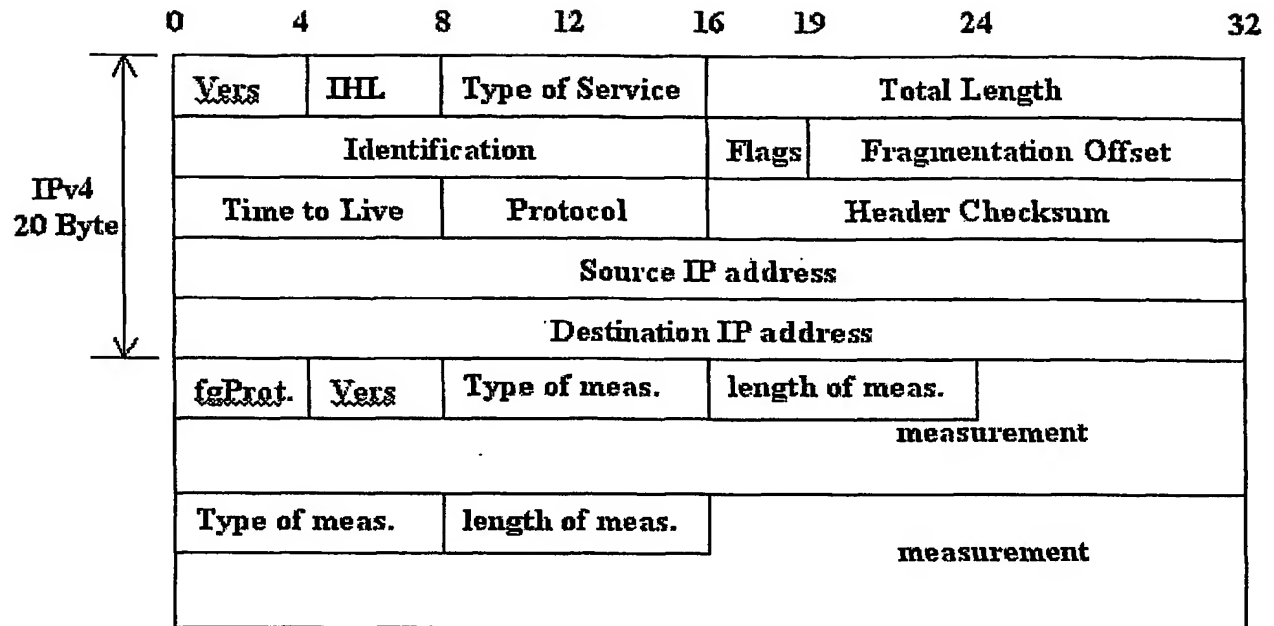 0 4 8 12 16 19 24 32
Vers IHL Type of Service Total Length
Identification Flags Fragmentation Offset
IPv4
20 Byte
Time to Live Protocol Header Checksum
Source IP address
Destination IP address
fgProt. Vers Type of meas. length of meas.
measurement
Type of meas. length of meas.
measurement